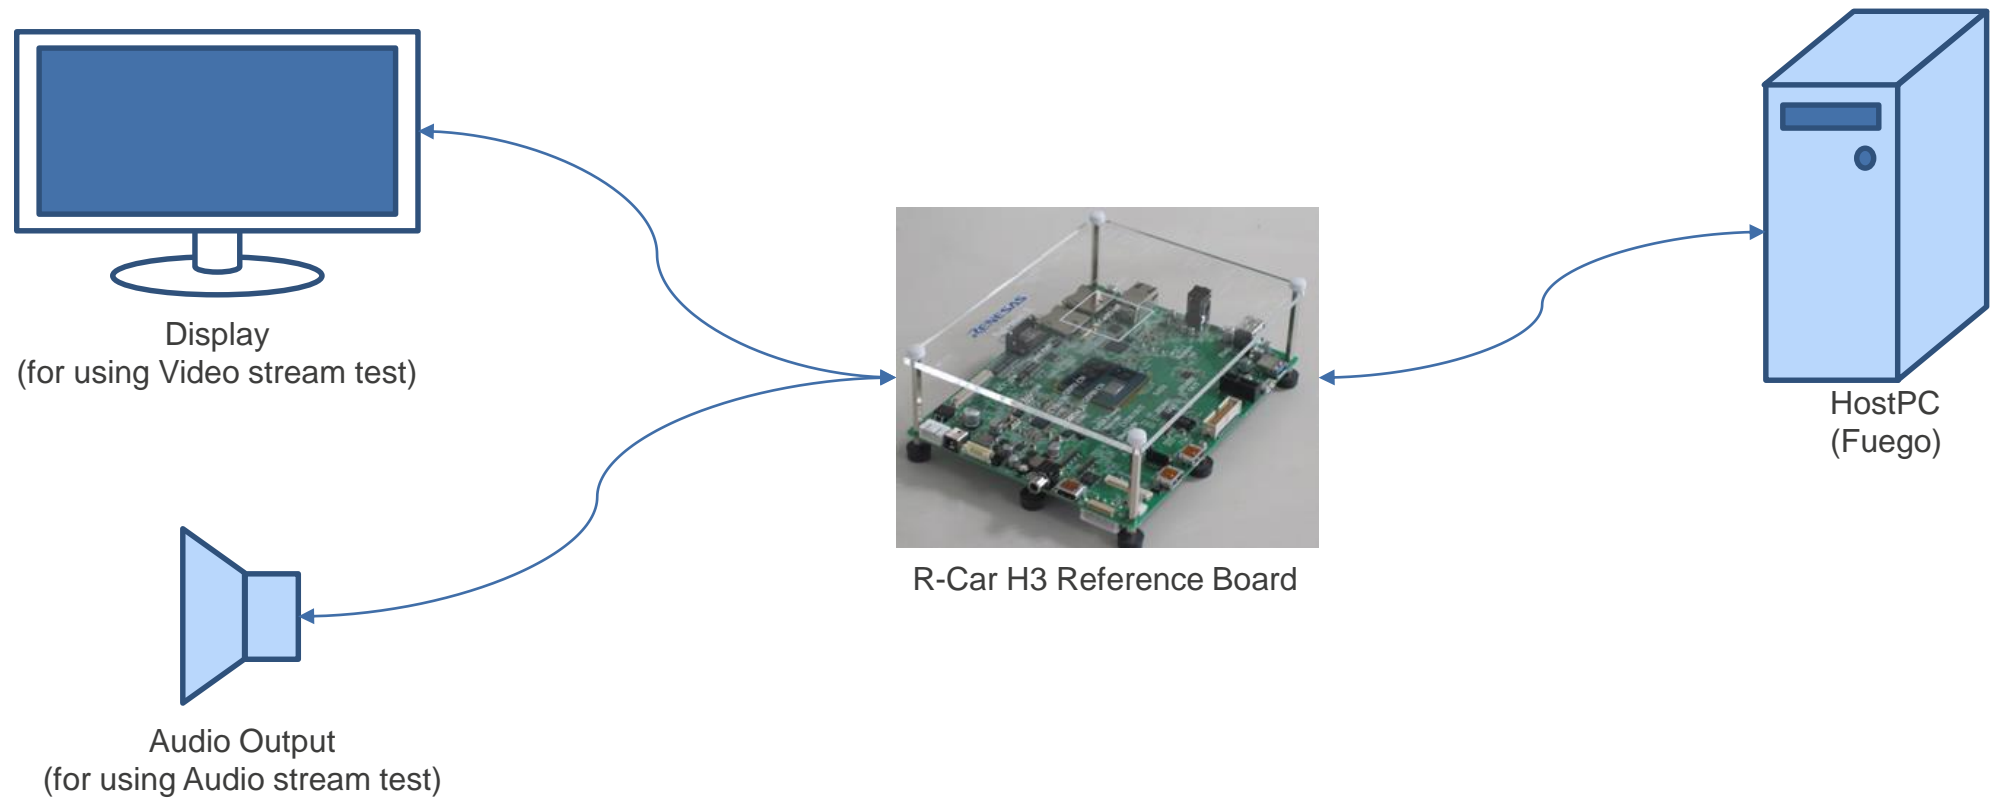 Display
(for using Video stream test)
RENESAS
R-Car H3 Reference Board
HostPC
(Fuego)
Audio Output
(for using Audio stream test)